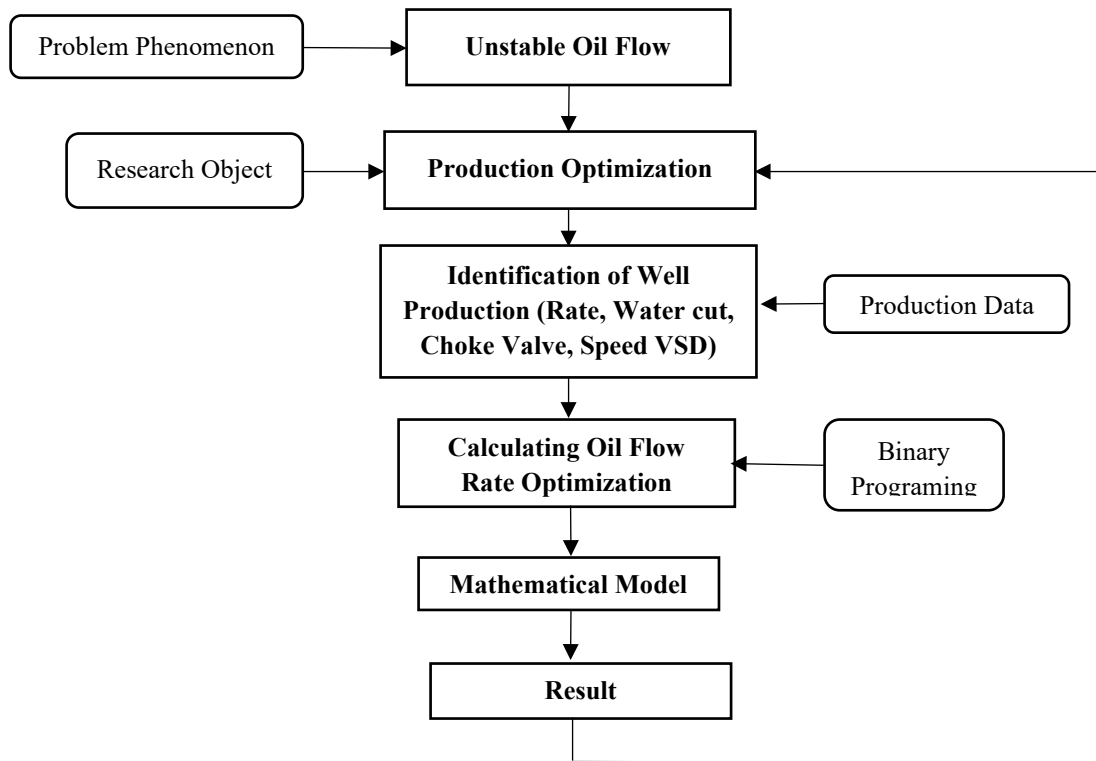 Problem Phenomenon
Unstable Oil Flow
Research Object
Production Optimization
Identification of Well
Production (Rate, Water cut,
Choke Valve, Speed VSD)
Production Data
Calculating Oil Flow
Rate Optimization
Binary
Programing
Mathematical Model
Result